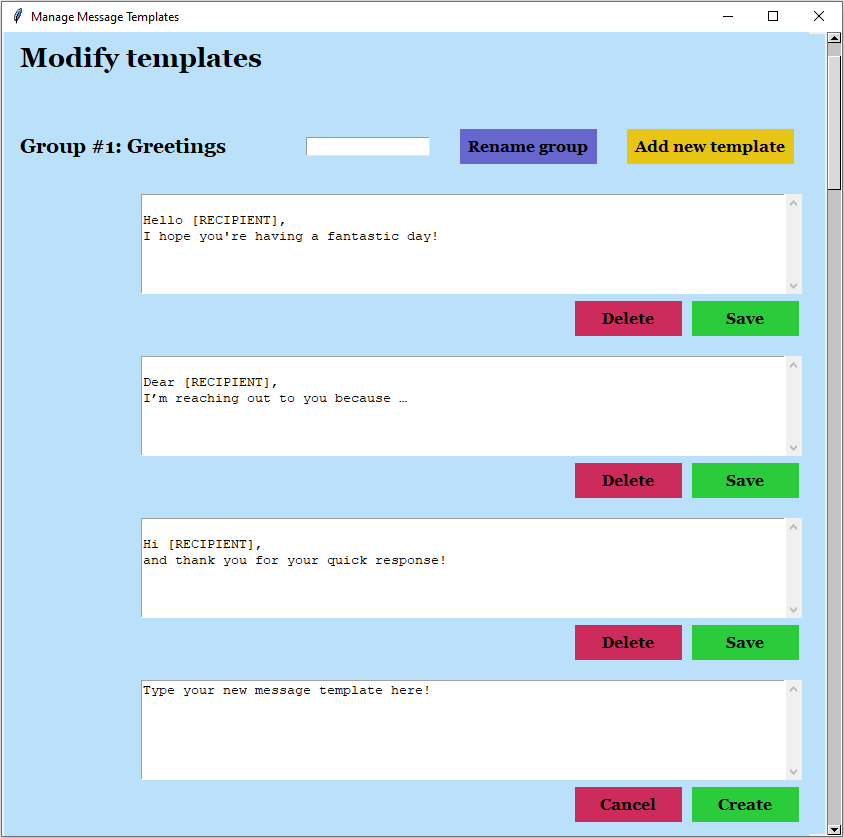 Manage Message Templates
Modify templates
Group #1: Greetings
Rename group
Add new template
Hello [RECIPIENT],
I hope you're having a fantastic day!
Delete
Save
Dear [RECIPIENT],
I’m reaching out to you because …
Delete
Save
Hi [RECIPIENT],
and thank you for your quick response!
Delete
Save
Type your new message template here!
Cancel
Create